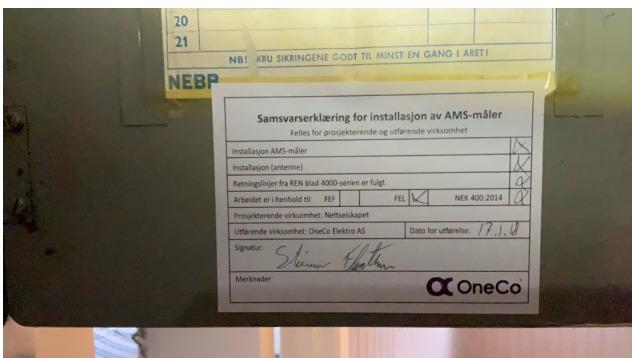 20
21
NB! KRU SIKRINGENE GODT TIL MINST EN GANG I ÅRET!
NEBB
Samsvarserklæring for installasjon av AMS-måler
Felles for prosjekterende og utførende virksomhet
Installasjon AMS-måler
Installasjon (antenne)
Retningslinjer fra REN blad 4000-serien er fulgt
Arbeidet er i henhold til: FEF FEL NEK 400:2014
Prosjekterende virksomhet: Nettselskapet
Utførende virksomhet: OneCo Elektro AS Dato for utførelse: 17.1.18
Signatur:
Merknader:
OneCo